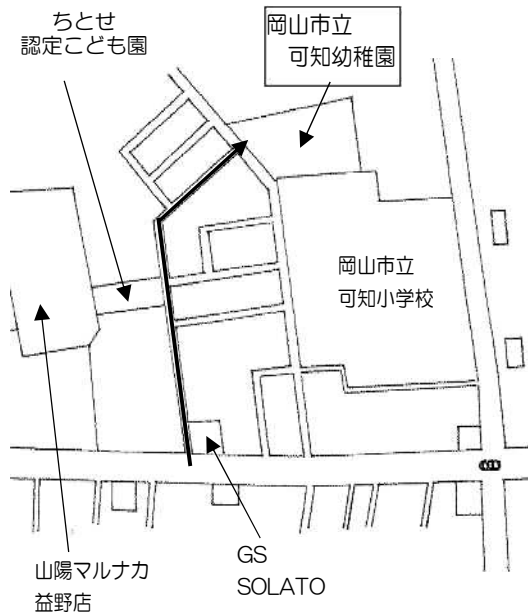 ちとせ
認定こども園
岡山市立
可知幼稚園
岡山市立
可知小学校
山陽マルナカ
益野店
GS
SOLATO